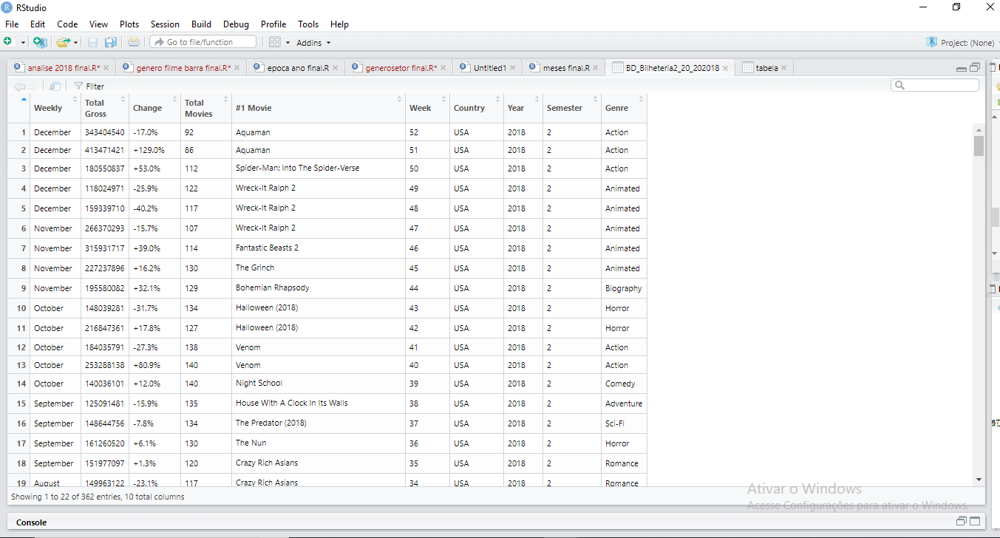 RStudio
File Edit Code View Plots Session Build Debug Profile Tools Help
Go to file/function Addins Project: (None)
analise 2018 final.R* genero filme barra final.R* epoca ano final.R generosetor final.R* Untitled1 meses final.R BD_Bilheteria2_20_202018 tabela
Filter
Weekly Total Gross Change Total Movies #1 Movie Week Country Year Semester Genre
1 December 343404540 -17.0% 92 Aquaman 52 USA 2018 2 Action
2 December 413471421 +129.0% 86 Aquaman 51 USA 2018 2 Action
3 December 180550837 +53.0% 112 Spider-Man: Into The Spider-Verse 50 USA 2018 2 Action
4 December 118024971 -25.9% 122 Wreck-It Ralph 2 49 USA 2018 2 Animated
5 December 159339710 -40.2% 117 Wreck-It Ralph 2 48 USA 2018 2 Animated
6 November 266370293 -15.7% 107 Wreck-It Ralph 2 47 USA 2018 2 Animated
7 November 315931717 +39.0% 114 Fantastic Beasts 2 46 USA 2018 2 Animated
8 November 227237896 +16.2% 130 The Grinch 45 USA 2018 2 Animated
9 November 195580082 +32.1% 129 Bohemian Rhapsody 44 USA 2018 2 Biography
10 October 148039281 -31.7% 134 Halloween (2018) 43 USA 2018 2 Horror
11 October 216847361 +17.8% 127 Halloween (2018) 42 USA 2018 2 Horror
12 October 184035791 -27.3% 138 Venom 41 USA 2018 2 Action
13 October 253288138 +80.9% 140 Venom 40 USA 2018 2 Action
14 October 140036101 +12.0% 140 Night School 39 USA 2018 2 Comedy
15 September 125091481 -15.9% 135 House With A Clock In Its Walls 38 USA 2018 2 Adventure
16 September 148644756 -7.8% 134 The Predator (2018) 37 USA 2018 2 Sci-Fi
17 September 161260520 +6.1% 130 The Nun 36 USA 2018 2 Horror
18 September 151977097 +1.3% 120 Crazy Rich Asians 35 USA 2018 2 Romance
19 August 149963122 -23.1% 117 Crazy Rich Asians 34 USA 2018 2 Romance
Showing 1 to 22 of 362 entries, 10 total columns
Ativar o Windows
Acesse Configurações para ativar o Windows.
Console